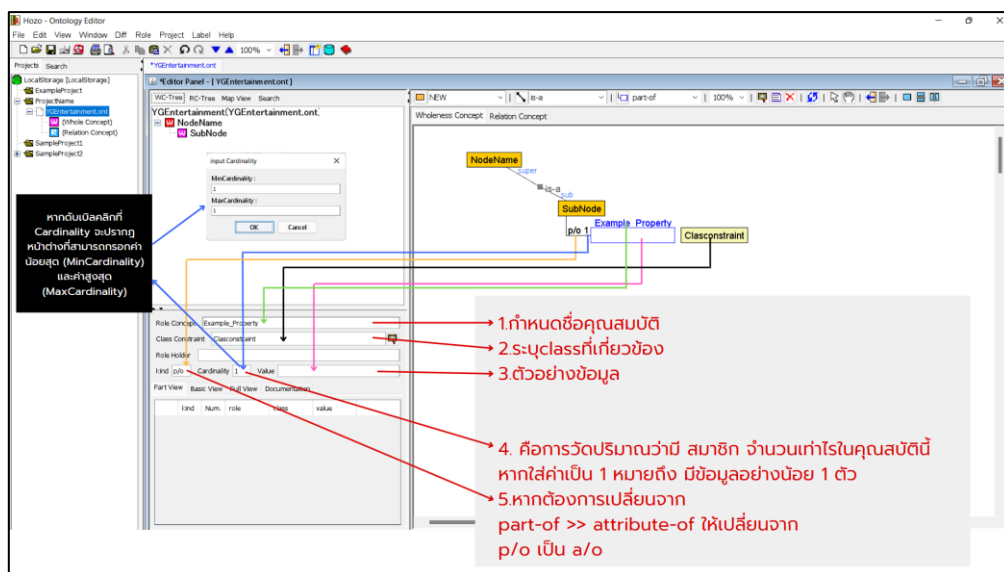 Hozo - Ontology Editor
File Edit View Window Diff Role Project Label Help
100%
Projects Search
*YGEntertainment.ont
LocalStorage [LocalStorage]
ExampleProject
ProjectName
YGEntertainment.ont
(Whole Concept)
(Relation Concept)
SampleProject1
SampleProject2
*Editor Panel - [ YGEntertainment.ont ]
WC-Tree RC-Tree Map View Search
YGEntertainment(YGEntertainment.ont,
NodeName
SubNode
NEW is-a part-of 100%
Wholeness Concept Relation Concept
input Cardinality
MinCardinality :
1
MaxCardinality :
1
OK Cancel
NodeName
super
is-a
sub
SubNode
p/o 1 Example_Property
Clasconstraint
หากดับเบิลคลิกที่
Cardinality จะปรากฏ
หน้าต่างที่สามารถกรอกค่า
น้อยสุด (MinCardinality)
และค่าสูงสุด
(MaxCardinality)
Role Concept Example_Property
Class Constraint Clasconstraint
Role Holder
kind p/o Cardinality 1 Value
Part View Basic View Full View Documentation
kind Num. role class value
1.กำหนดชื่อคุณสมบัติ
2.ระบุclassที่เกี่ยวข้อง
3.ตัวอย่างข้อมูล
4. คือการวัดปริมาณว่ามี สมาชิก จำนวนเท่าไรในคุณสบัตินี้
หากใส่ค่าเป็น 1 หมายถึง มีข้อมูลอย่างน้อย 1 ตัว
5.หากต้องการเปลี่ยนจาก
part-of >> attribute-of ให้เปลี่ยนจาก
p/o เป็น a/o